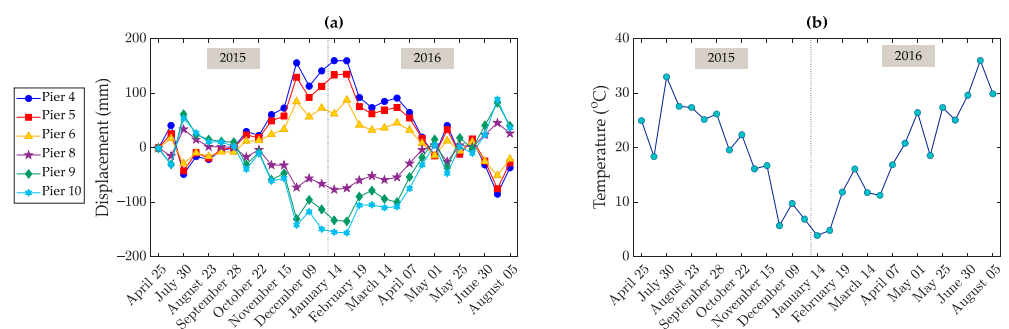 (a)
(b)
2015
2016
2015
2016
Pier 4
Pier 5
Pier 6
Pier 8
Pier 9
Pier 10
Displacement (mm)
200
100
0
−100
−200
April 25
July 30
August 23
September 28
October 22
November 15
December 09
January 14
February 19
March 14
April 07
May 01
May 25
June 30
August 05
Temperature (°C)
40
30
20
10
0
April 25
July 30
August 23
September 28
October 22
November 15
December 09
January 14
February 19
March 14
April 07
May 01
May 25
June 30
August 05